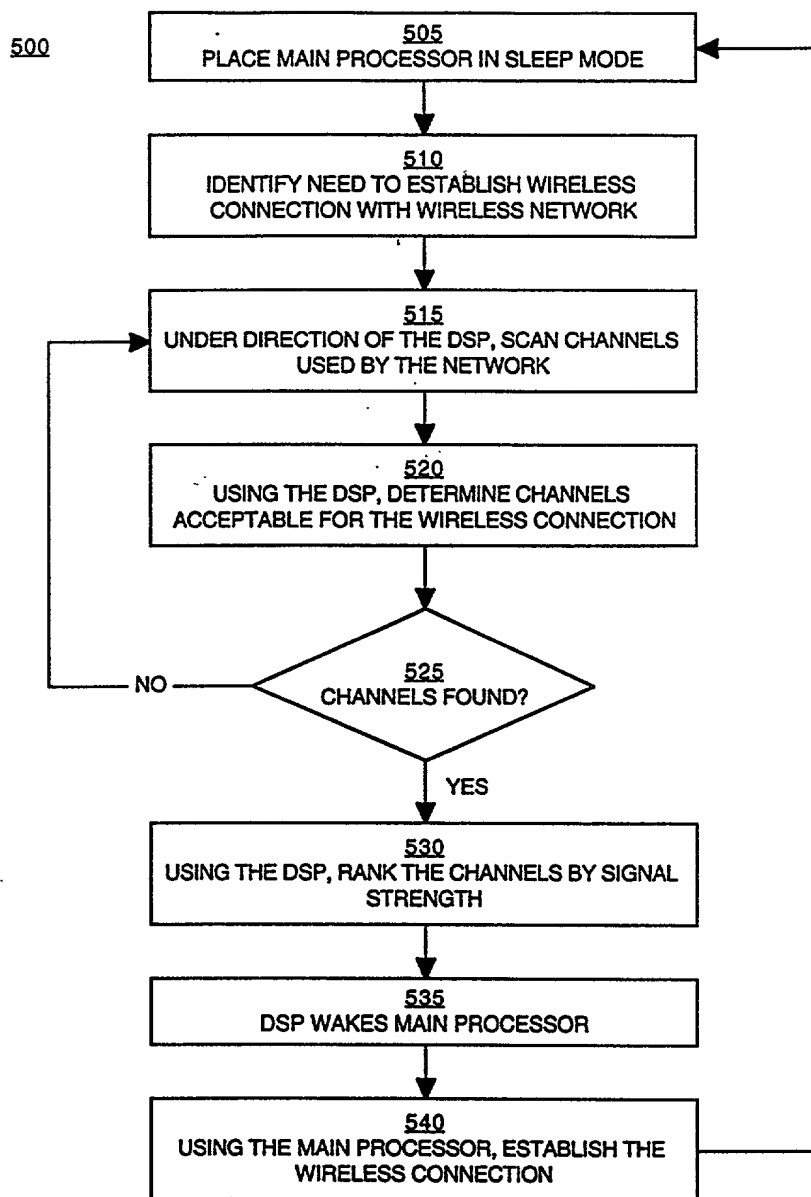 500
505
PLACE MAIN PROCESSOR IN SLEEP MODE
510
IDENTIFY NEED TO ESTABLISH WIRELESS
CONNECTION WITH WIRELESS NETWORK
515
UNDER DIRECTION OF THE DSP, SCAN CHANNELS
USED BY THE NETWORK
520
USING THE DSP, DETERMINE CHANNELS
ACCEPTABLE FOR THE WIRELESS CONNECTION
525
CHANNELS FOUND?
NO
YES
530
USING THE DSP, RANK THE CHANNELS BY SIGNAL
STRENGTH
535
DSP WAKES MAIN PROCESSOR
540
USING THE MAIN PROCESSOR, ESTABLISH THE
WIRELESS CONNECTION